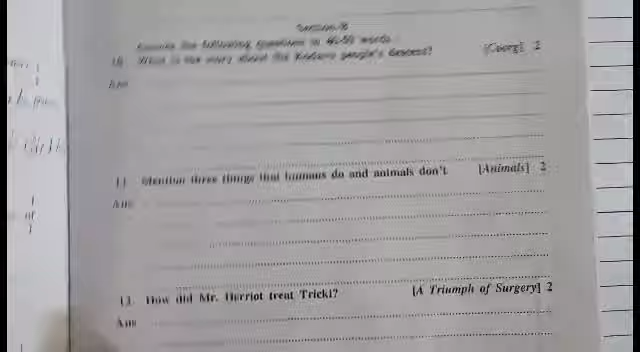 Section-B
Answer the following questions in 40-50 words.
What is the story about the Kodavu people's descent? [Coorg] 2
Ans
Mention three things that humans do and animals don't. [Animals] 2
Ans
How did Mr. Herriot treat Tricki? [A Triumph of Surgery] 2
Ans